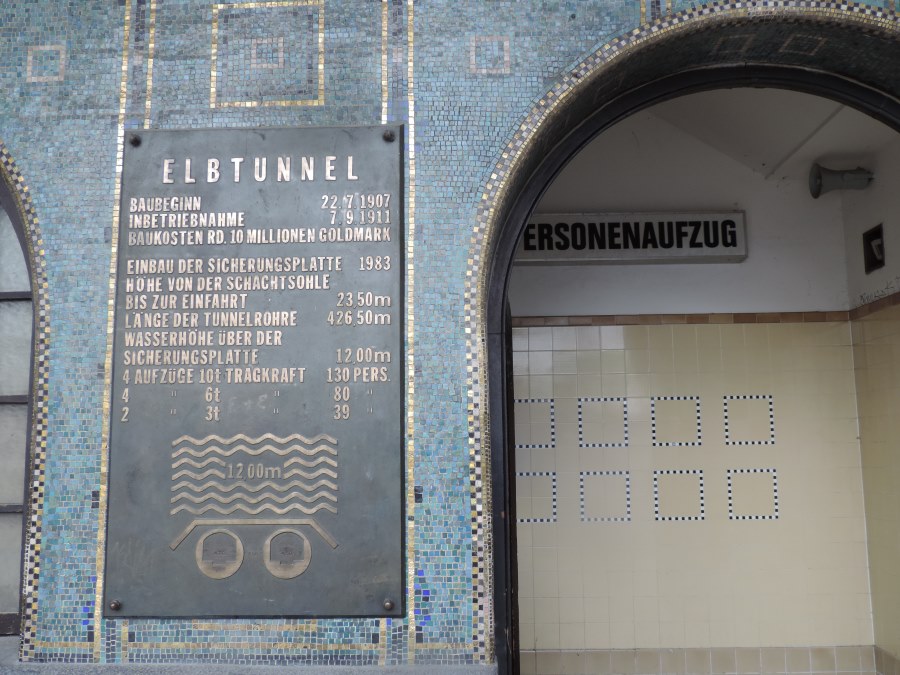 ELBTUNNEL
BAUBEGINN 22.7.1907
INBETRIEBNAHME 7.9.1911
BAUKOSTEN RD. 10 MILLIONEN GOLDMARK
EINBAU DER SICHERUNGSPLATTE 1983
HÖHE VON DER SCHACHTSOHLE
BIS ZUR EINFAHRT 23,50m
LÄNGE DER TUNNELRÖHRE 426,50m
WASSERHÖHE ÜBER DER
SICHERUNGSPLATTE 12,00m
4 AUFZÜGE 10t TRAGKRAFT 130 PERS.
4 " 6t " 80 "
2 " 3t " 39 "
12,00m
ERSONENAUFZUG